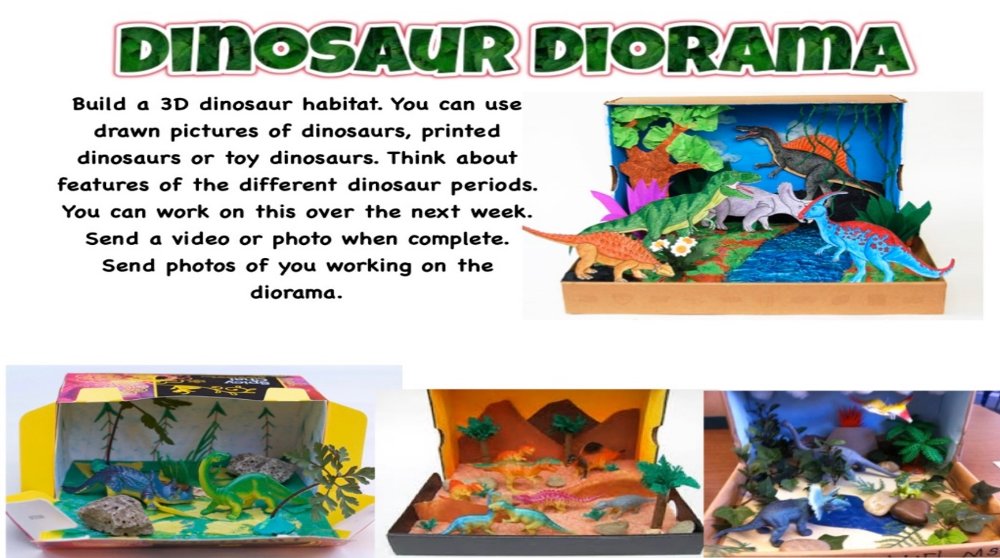 DINOSAUR DIORAMA
Build a 3D dinosaur habitat. You can use
drawn pictures of dinosaurs, printed
dinosaurs or toy dinosaurs. Think about
features of the different dinosaur periods.
You can work on this over the next week.
Send a video or photo when complete.
Send photos of you working on the
diorama.
Spicy
Chai